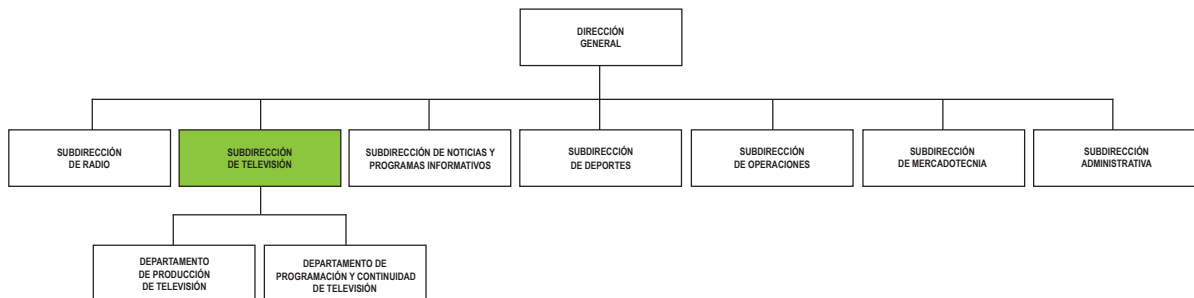 DIRECCIÓN
GENERAL
SUBDIRECCIÓN
DE RADIO
SUBDIRECCIÓN
DE TELEVISIÓN
SUBDIRECCIÓN DE NOTICIAS Y
PROGRAMAS INFORMATIVOS
SUBDIRECCIÓN
DE DEPORTES
SUBDIRECCIÓN
DE OPERACIONES
SUBDIRECCIÓN
DE MERCADOTECNIA
SUBDIRECCIÓN
ADMINISTRATIVA
DEPARTAMENTO
DE PRODUCCIÓN
DE TELEVISIÓN
DEPARTAMENTO DE
PROGRAMACIÓN Y CONTINUIDAD
DE TELEVISIÓN